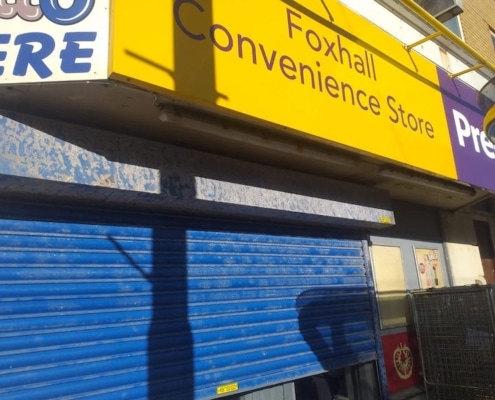 ERE
Foxhall
Convenience Store
Pre